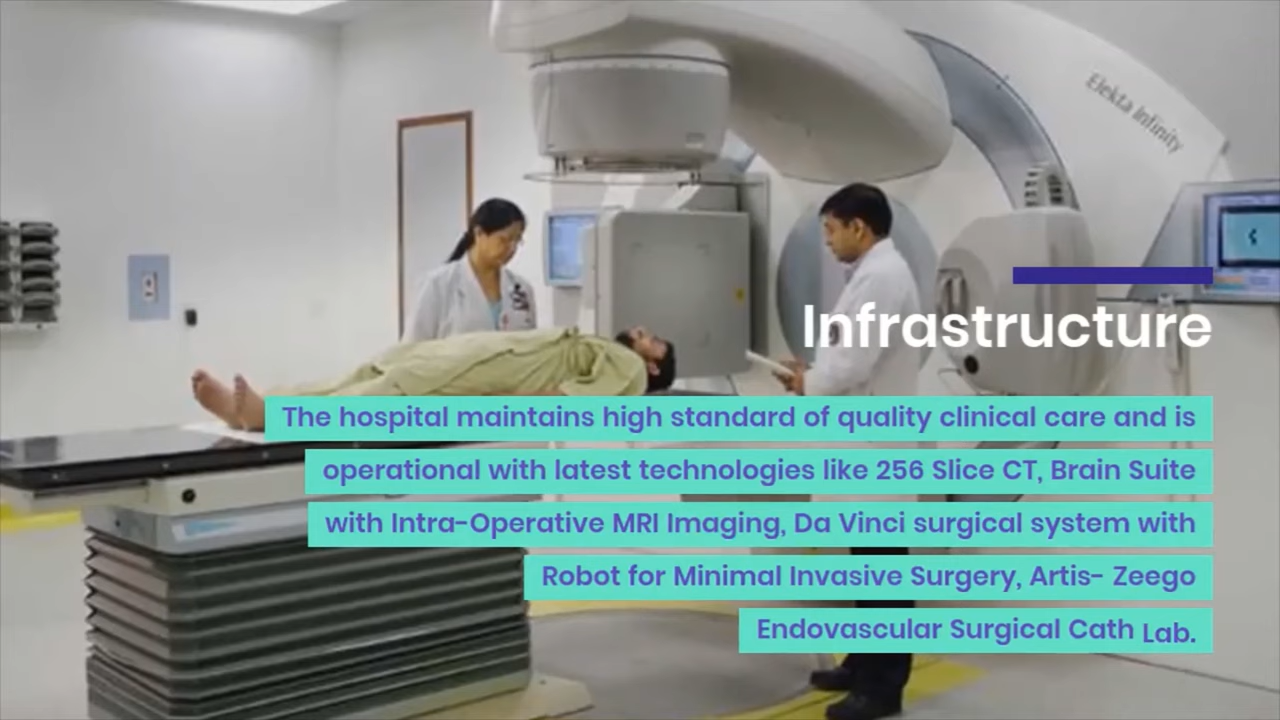 Elekta Infinity
Infrastructure
The hospital maintains high standard of quality clinical care and is
operational with latest technologies like 256 Slice CT, Brain Suite
with Intra-Operative MRI Imaging, Da Vinci surgical system with
Robot for Minimal Invasive Surgery, Artis- Zeego
Endovascular Surgical Cath Lab.